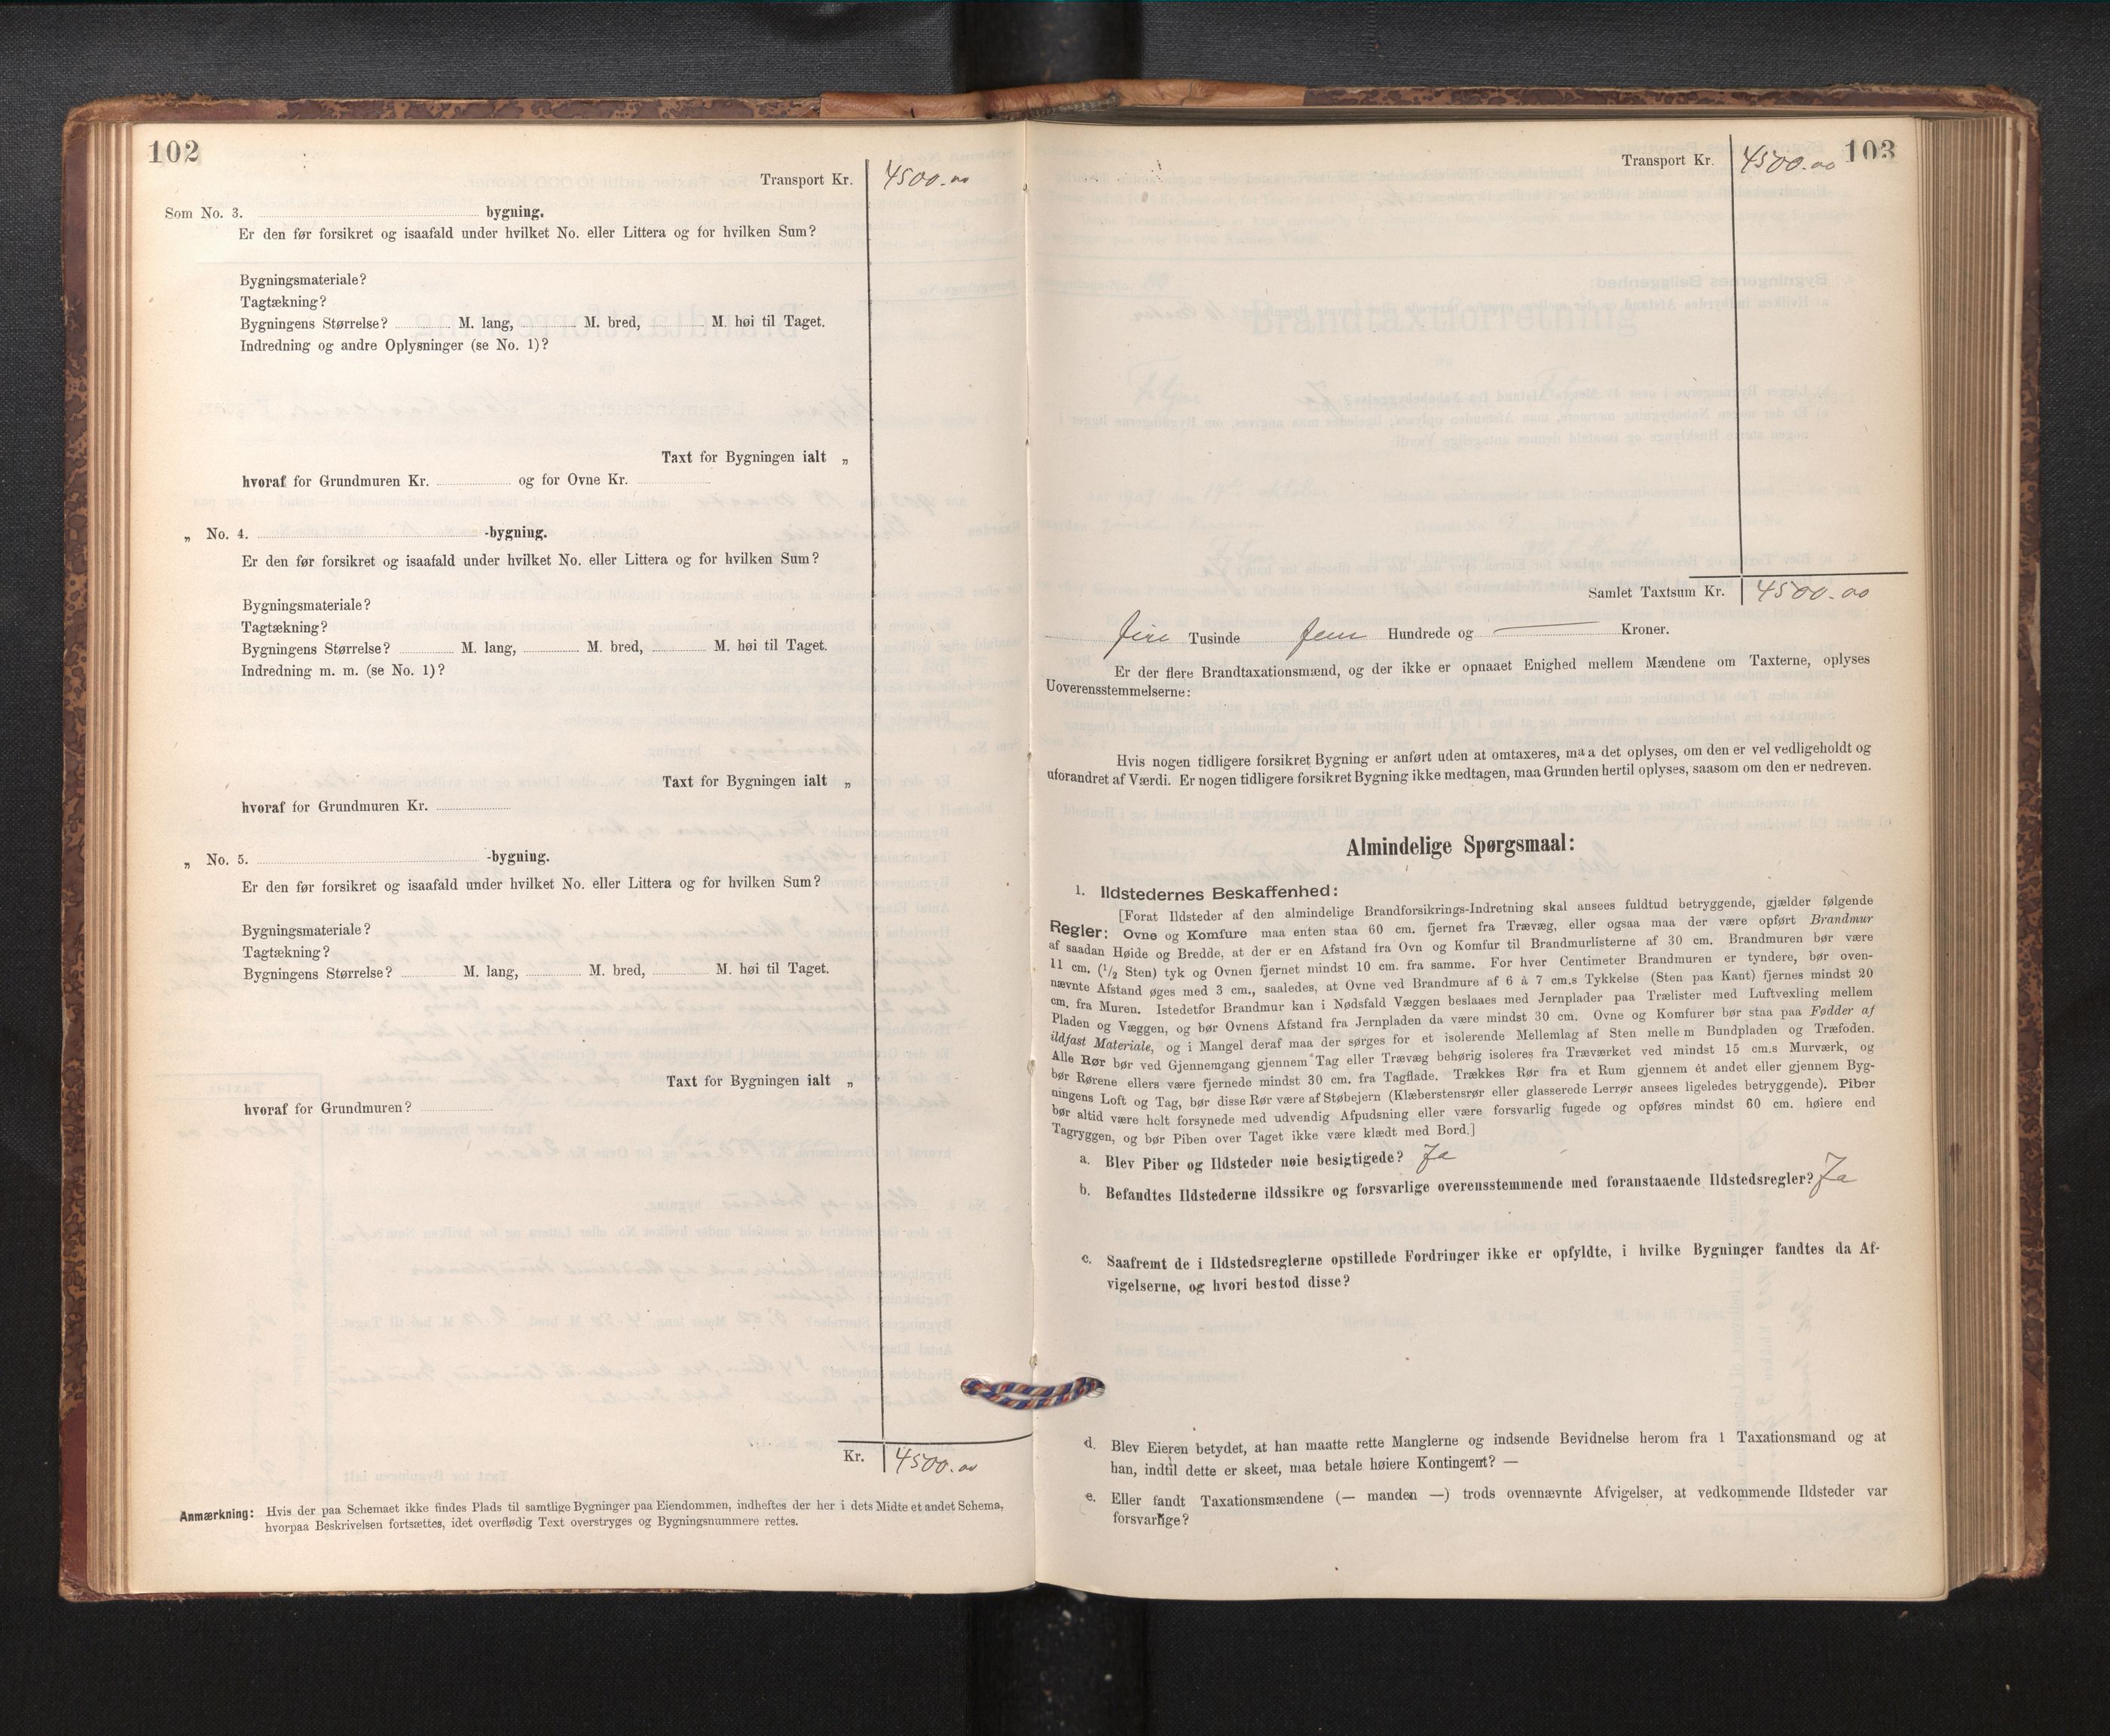 102
Transport Kr. 4500.00
Som No. 3. bygning.
Er den før forsikret og isaafald under hvilket No. eller Littera og for hvilken Sum?
Bygningsmateriale?
Tagtækning?
Bygningens Størrelse? M. lang, M. bred, M. høi til Taget.
Indredning og andre Oplysninger (se No. 1)?
Taxt for Bygningen ialt „
hvoraf for Grundmuren Kr. og for Ovne Kr.
„ No. 4. -bygning.
Er den før forsikret og isaafald under hvilket No. eller Littera og for hvilken Sum?
Bygningsmateriale?
Tagtækning?
Bygningens Størrelse? M. lang, M. bred, M. høi til Taget.
Indredning m. m. (se No. 1)?
Taxt for Bygningen ialt „
hvoraf for Grundmuren Kr.
„ No. 5. -bygning.
Er den før forsikret og isaafald under hvilket No. eller Littera og for hvilken Sum?
Bygningsmateriale?
Tagtækning?
Bygningens Størrelse? M. lang, M. bred, M. høi til Taget.
Taxt for Bygningen ialt „
hvoraf for Grundmuren?
Kr. 4500.00
Anmærkning: Hvis der paa Schemaet ikke findes Plads til samtlige Bygninger paa Eiendommen, indheftes der her i dets Midte et andet Schema,
hvorpaa Beskrivelsen fortsættes, idet overflødig Text overstryges og Bygningsnummere rettes.
103
Transport Kr. 4500.00
Samlet Taxtsum Kr. 4500.00
fire Tusinde fem Hundrede og — Kroner.
Er der flere Brandtaxationsmænd, og der ikke er opnaaet Enighed mellem Mændene om Taxterne, oplyses
Uoverensstemmelserne:
Hvis nogen tidligere forsikret Bygning er anført uden at omtaxeres, maa det oplyses, om den er vel vedligeholdt og
uforandret af Værdi. Er nogen tidligere forsikret Bygning ikke medtagen, maa Grunden hertil oplyses, saasom om den er nedreven.
Almindelige Spørgsmaal:
1. Ildstedernes Beskaffenhed:
[Forat Ildsteder af den almindelige Brandforsikrings-Indretning skal ansees fuldtud betryggende, gjælder følgende
Regler: Ovne og Komfure maa enten staa 60 cm. fjernet fra Trævæg, eller ogsaa maa der være opført Brandmur
af saadan Høide og Bredde, at der er en Afstand fra Ovn og Komfur til Brandmurlisterne af 30 cm. Brandmuren bør være
11 cm. (1/2 Sten) tyk og Ovnen fjernet mindst 10 cm. fra samme. For hver Centimeter Brandmuren er tyndere, bør oven-
nævnte Afstand øges med 3 cm., saaledes, at Ovne ved Brandmure af 6 à 7 cm.s Tykkelse (Sten paa Kant) fjernes mindst 20
cm. fra Muren. Istedetfor Brandmur kan i Nødsfald Væggen beslaaes med Jernplader paa Trælister med Luftvexling mellem
Pladen og Væggen, og bør Ovnens Afstand fra Jernpladen da være mindst 30 cm. Ovne og Komfurer bør staa paa Fødder af
ildfast Materiale, og i Mangel deraf maa der sørges for et isolerende Mellemlag af Sten mellem Bundpladen og Træfoden.
Alle Rør bør ved Gjennemgang gjennem Tag eller Trævæg behørig isoleres fra Træværket ved mindst 15 cm.s Murværk, og
bør Rørene ellers være fjernede mindst 30 cm. fra Tagflade. Trækkes Rør fra et Rum gjennem ét andet eller gjennem Byg-
ningens Loft og Tag, bør disse Rør være af Støbejern (Klæberstensrør eller glasserede Lerrør ansees ligeledes betryggende). Piber
bør altid være helt forsynede med udvendig Afpudsning eller være forsvarlig fugede og opføres mindst 60 cm. høiere end
Tagryggen, og bør Piben over Taget ikke være klædt med Bord.]
a. Blev Piber og Ildsteder nøie besigtigede? Ja
b. Befandtes Ildstederne ildssikre og forsvarlige overensstemmende med foranstaaende Ildstedsregler? Ja
c. Saafremt de i Ildstedsreglerne opstillede Fordringer ikke er opfyldte, i hvilke Bygninger fandtes da Af-
vigelserne, og hvori bestod disse?
d. Blev Eieren betydet, at han maatte rette Manglerne og indsende Bevidnelse herom fra 1 Taxationsmand og at
han, indtil dette er skeet, maa betale høiere Kontingent? —
e. Eller fandt Taxationsmændene (— manden —) trods ovennævnte Afvigelser, at vedkommende Ildsteder var
forsvarlige?